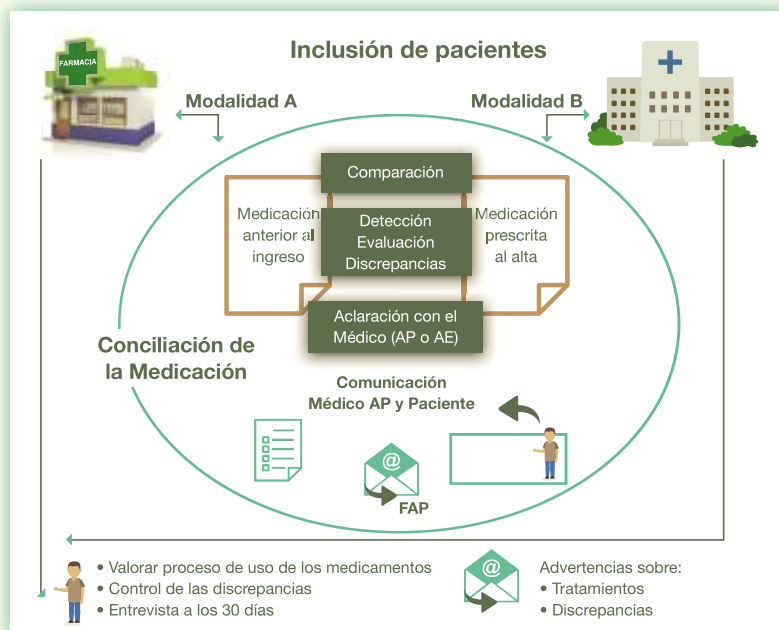 Inclusión de pacientes
FARMACIA
Modalidad A
Modalidad B
Comparación
Medicación
anterior al
ingreso
Detección
Evaluación
Discrepancias
Medicación
prescrita
al alta
Aclaración con el
Médico (AP o AE)
Conciliación de
la Medicación
Comunicación
Médico AP y Paciente
@
FAP
• Valorar proceso de uso de los medicamentos
• Control de las discrepancias
• Entrevista a los 30 días
@
Advertencias sobre:
• Tratamientos
• Discrepancias